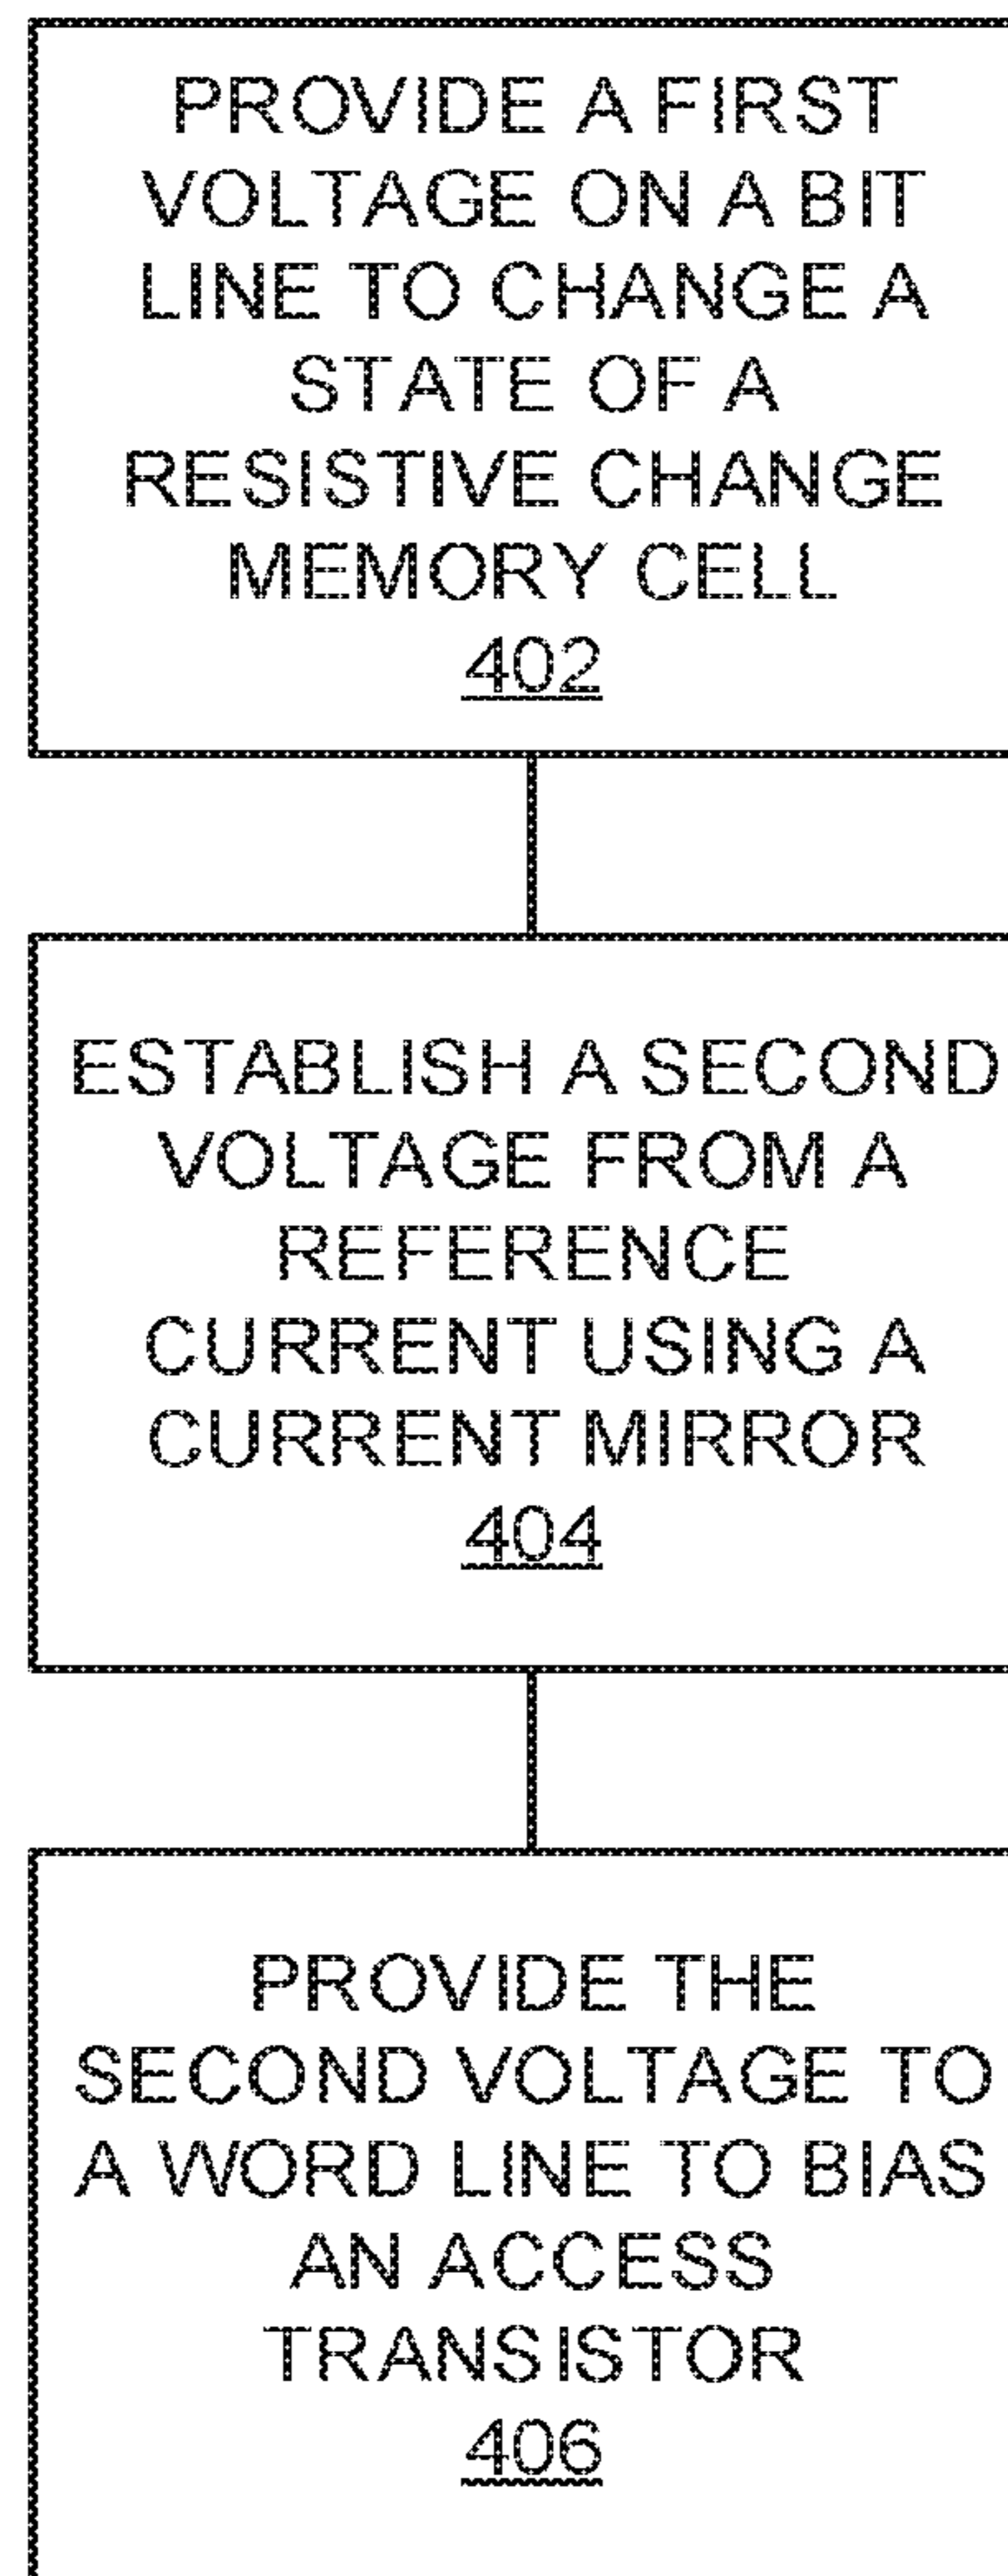 PROVIDE A FIRST
VOLTAGE ON A BIT
LINE TO CHANGE A
STATE OF A
RESISTIVE CHANGE
MEMORY CELL
402
ESTABLISH A SECOND
VOLTAGE FROM A
REFERENCE
CURRENT USING A
CURRENT MIRROR
404
PROVIDE THE
SECOND VOLTAGE TO
A WORD LINE TO BIAS
AN ACCESS
TRANSISTOR
406